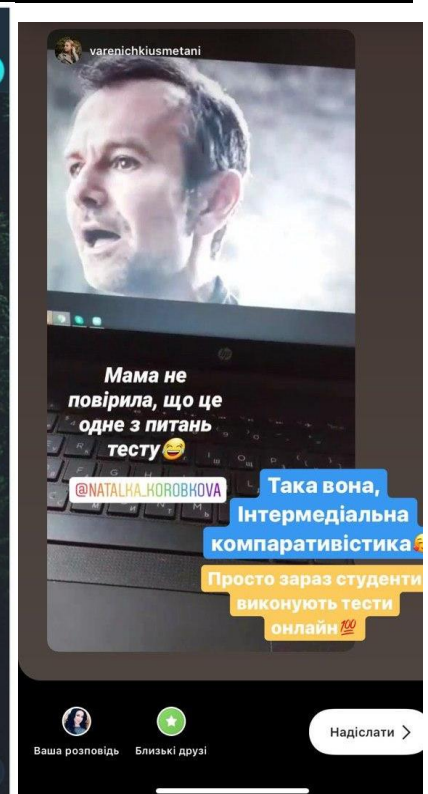 varenichkiusmetani
Мама не
повірила, що це
одне з питань
тесту😂
@NATALKA_KOROBKOVA
Така вона,
Інтермедіальна
компаративістика🥰
Просто зараз студенти
виконують тести
онлайн💯
Ваша розповідь
Близькі друзі
Надіслати >